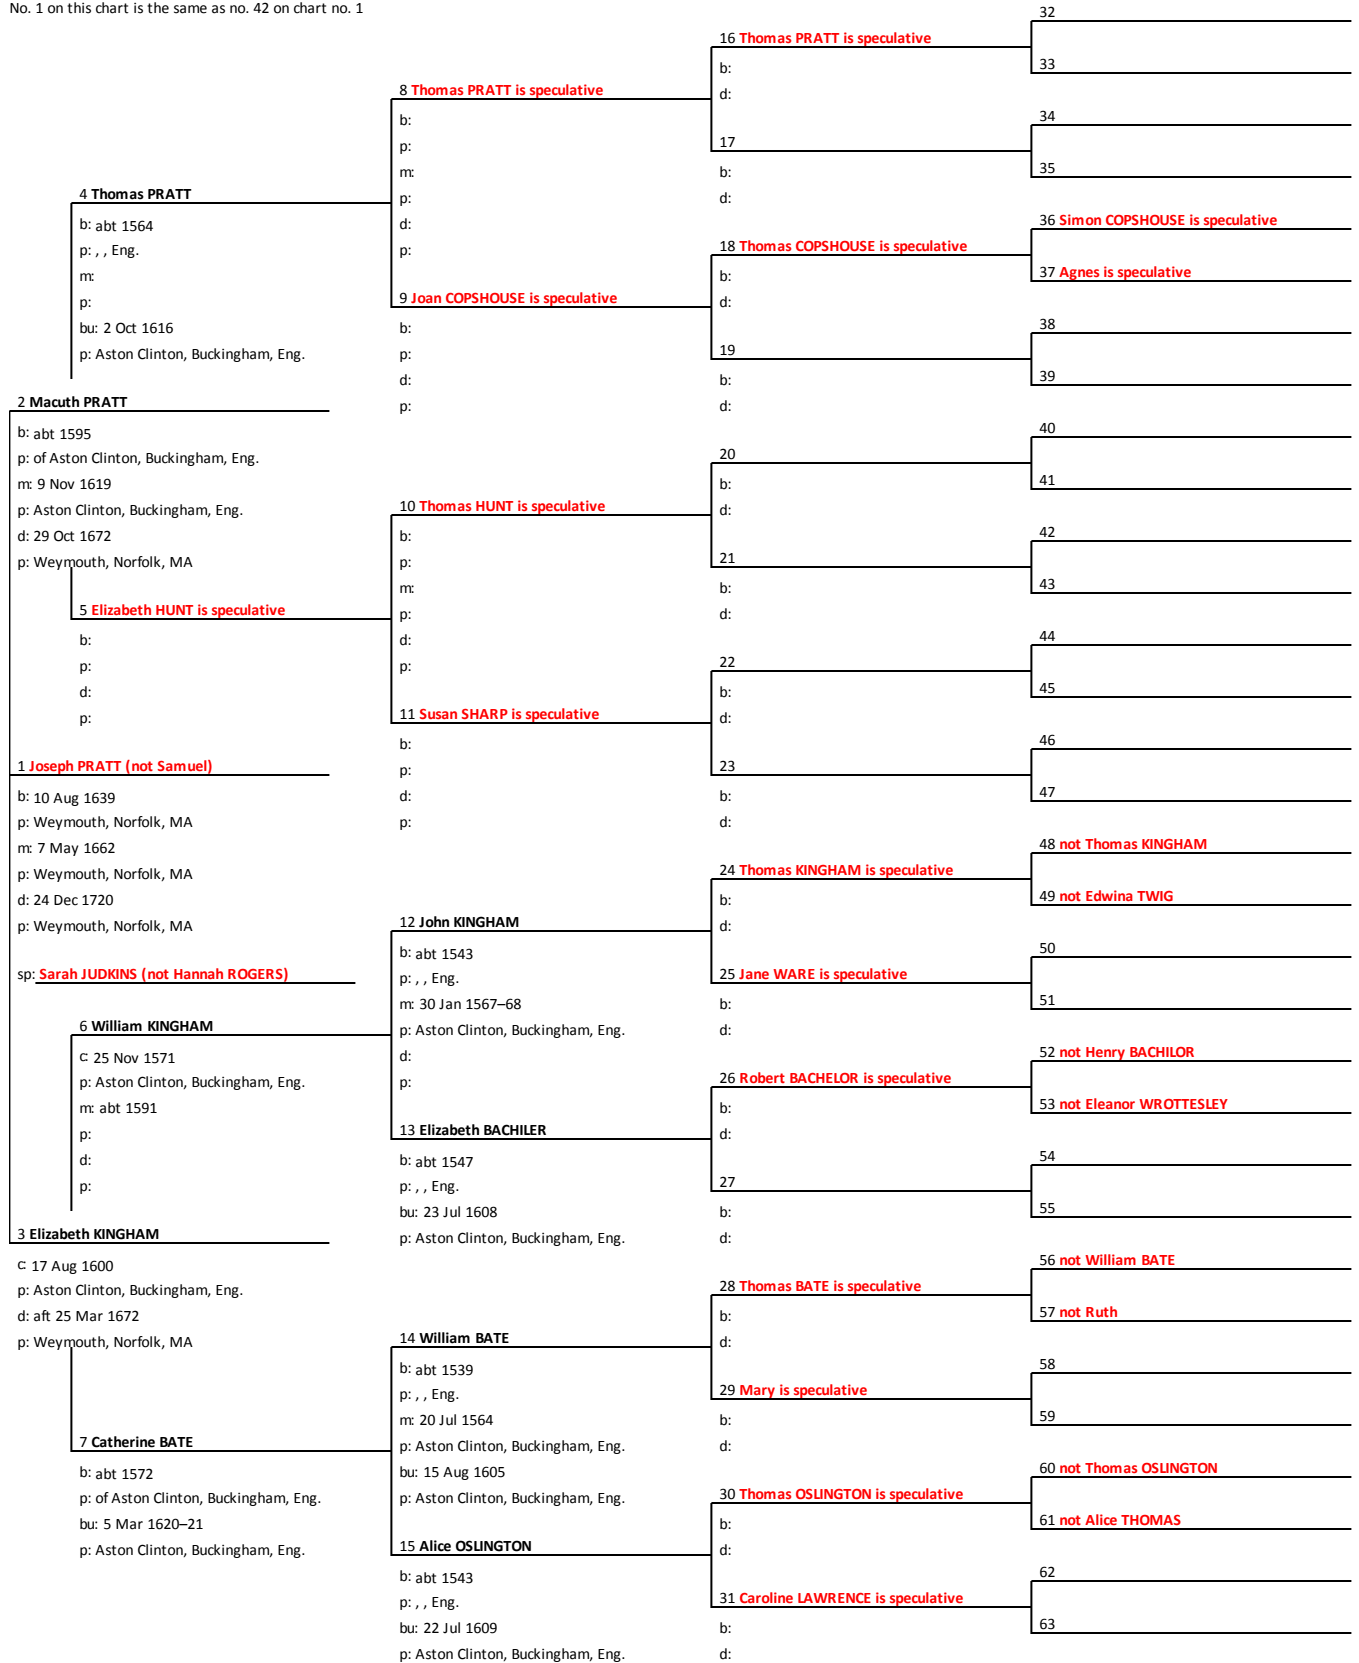 No. 1 on this chart is the same as no. 42 on chart no. 1
4 Thomas PRATT
b: abt 1564
p: , , Eng.
m:
p:
bu: 2 Oct 1616
p: Aston Clinton, Buckingham, Eng.
2 Macuth PRATT
b: abt 1595
p: of Aston Clinton, Buckingham, Eng.
m: 9 Nov 1619
p: Aston Clinton, Buckingham, Eng.
d: 29 Oct 1672
p: Weymouth, Norfolk, MA
5 Elizabeth HUNT is speculative
b:
p:
d:
p:
1 Joseph PRATT (not Samuel)
b: 10 Aug 1639
p: Weymouth, Norfolk, MA
m: 7 May 1662
p: Weymouth, Norfolk, MA
d: 24 Dec 1720
p: Weymouth, Norfolk, MA
sp: Sarah JUDKINS (not Hannah ROGERS)
6 William KINGHAM
c: 25 Nov 1571
p: Aston Clinton, Buckingham, Eng.
m: abt 1591
p:
d:
p:
3 Elizabeth KINGHAM
c: 17 Aug 1600
p: Aston Clinton, Buckingham, Eng.
d: aft 25 Mar 1672
p: Weymouth, Norfolk, MA
7 Catherine BATE
b: abt 1572
p: of Aston Clinton, Buckingham, Eng.
bu: 5 Mar 1620–21
p: Aston Clinton, Buckingham, Eng.
8 Thomas PRATT is speculative
b:
p:
m:
p:
d:
p:
9 Joan COPSHOUSE is speculative
b:
p:
d:
p:
10 Thomas HUNT is speculative
b:
p:
m:
p:
d:
p:
11 Susan SHARP is speculative
b:
p:
d:
p:
12 John KINGHAM
b: abt 1543
p: , , Eng.
m: 30 Jan 1567–68
p: Aston Clinton, Buckingham, Eng.
d:
p:
13 Elizabeth BACHILER
b: abt 1547
p: , , Eng.
bu: 23 Jul 1608
p: Aston Clinton, Buckingham, Eng.
14 William BATE
b: abt 1539
p: , , Eng.
m: 20 Jul 1564
p: Aston Clinton, Buckingham, Eng.
bu: 15 Aug 1605
p: Aston Clinton, Buckingham, Eng.
15 Alice OSLINGTON
b: abt 1543
p: , , Eng.
bu: 22 Jul 1609
p: Aston Clinton, Buckingham, Eng.
16 Thomas PRATT is speculative
b:
d:
17
b:
d:
18 Thomas COPSHOUSE is speculative
b:
d:
19
b:
d:
20
b:
d:
21
b:
d:
22
b:
d:
23
b:
d:
24 Thomas KINGHAM is speculative
b:
d:
25 Jane WARE is speculative
b:
d:
26 Robert BACHELOR is speculative
b:
d:
27
b:
d:
28 Thomas BATE is speculative
b:
d:
29 Mary is speculative
b:
d:
30 Thomas OSLINGTON is speculative
b:
d:
31 Caroline LAWRENCE is speculative
b:
d:
32
33
34
35
36 Simon COPSHOUSE is speculative
37 Agnes is speculative
38
39
40
41
42
43
44
45
46
47
48 not Thomas KINGHAM
49 not Edwina TWIG
50
51
52 not Henry BACHILOR
53 not Eleanor WROTTESLEY
54
55
56 not William BATE
57 not Ruth
58
59
60 not Thomas OSLINGTON
61 not Alice THOMAS
62
63